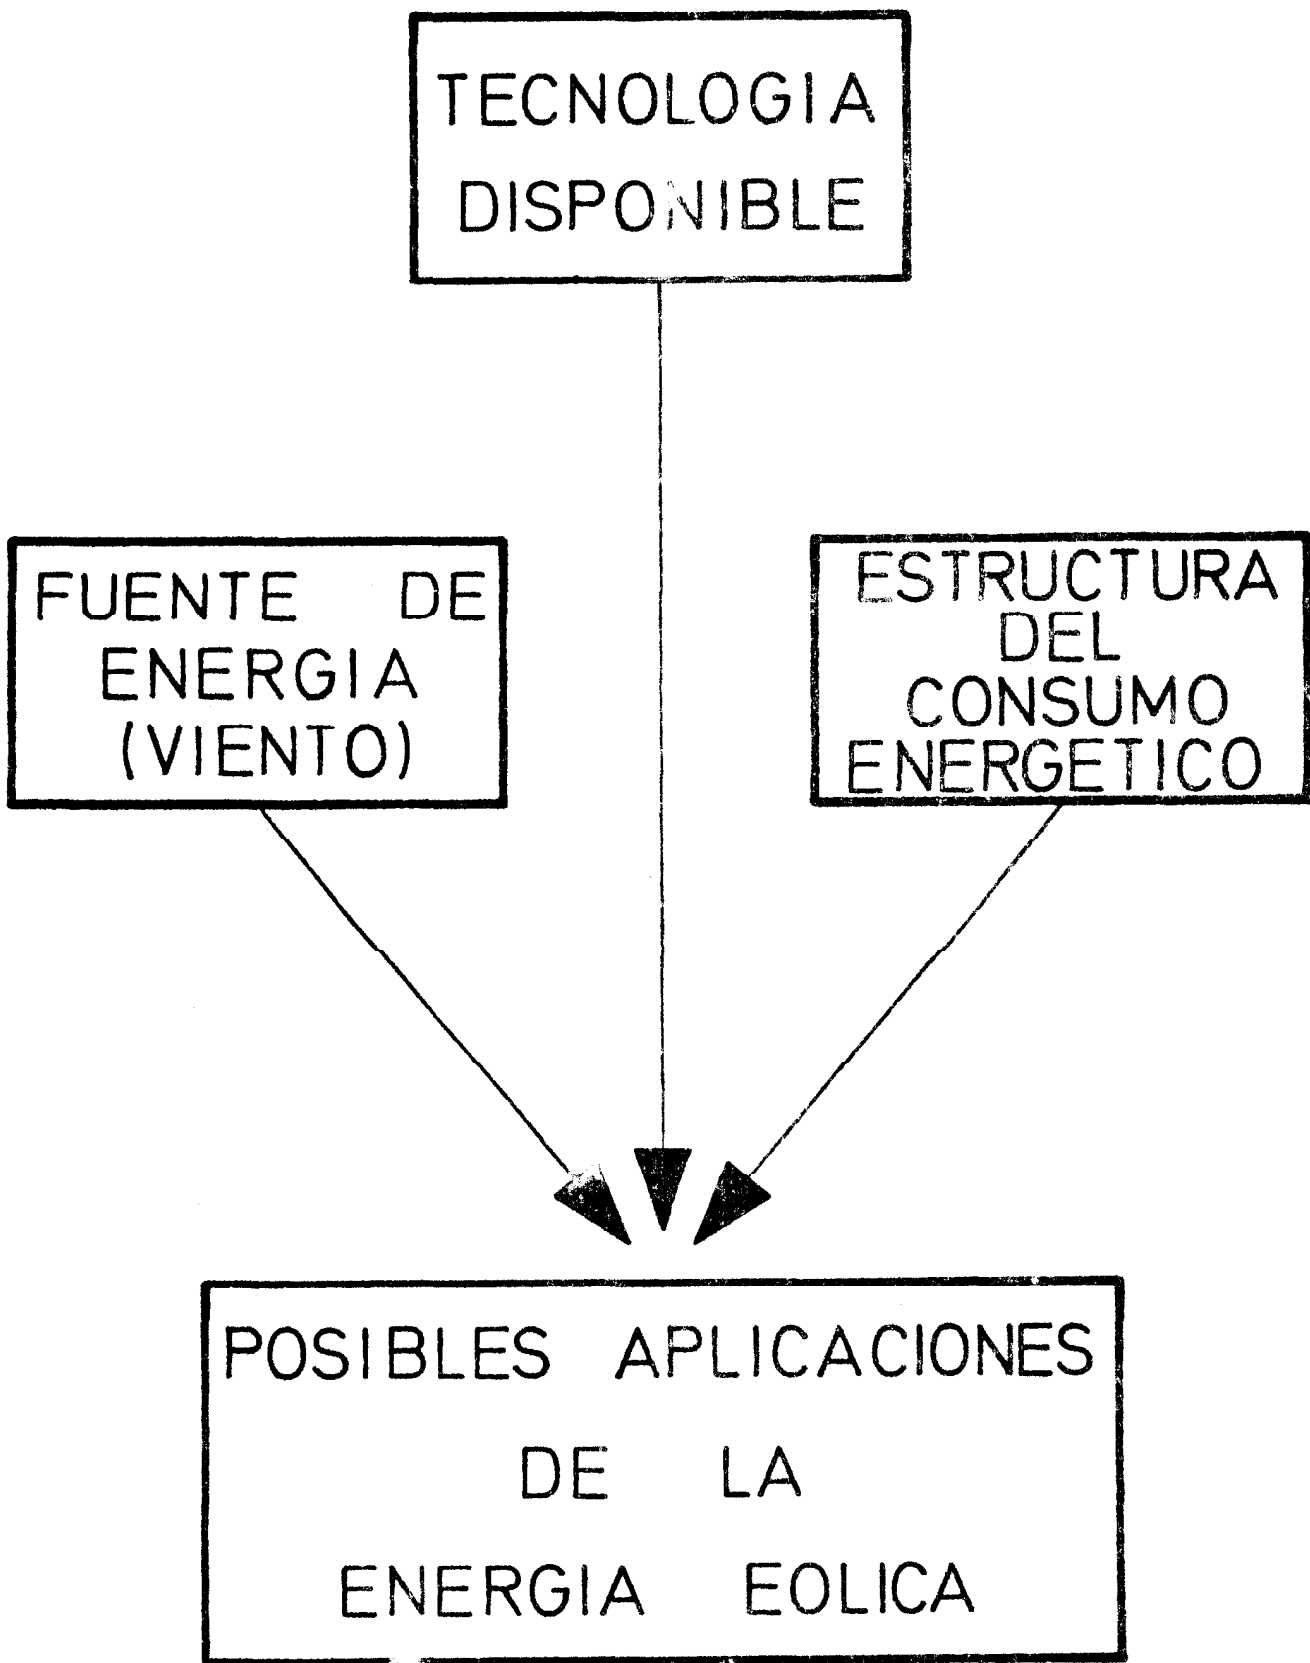 TECNOLOGIA
DISPONIBLE
FUENTE DE
ENERGIA
(VIENTO)
ESTRUCTURA
DEL
CONSUMO
ENERGETICO
POSIBLES APLICACIONES
DE LA
ENERGIA EOLICA